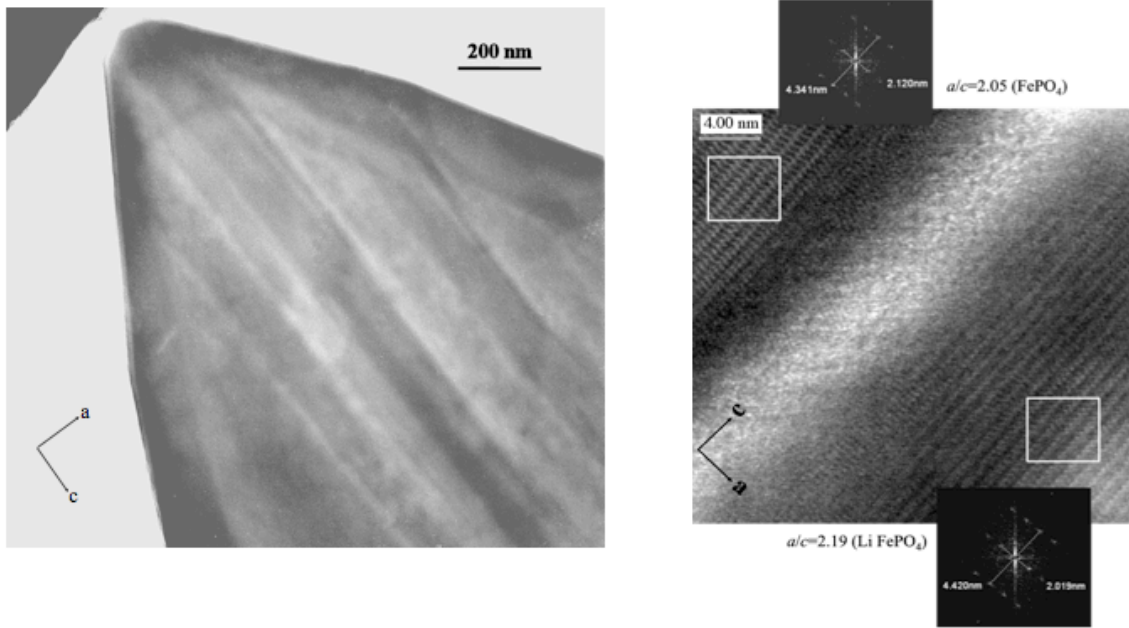 200 nm
a
c
4.341nm
2.120nm
a/c=2.05 (FePO₄)
4.00 nm
c
a
a/c=2.19 (Li FePO₄)
4.420nm
2.019nm